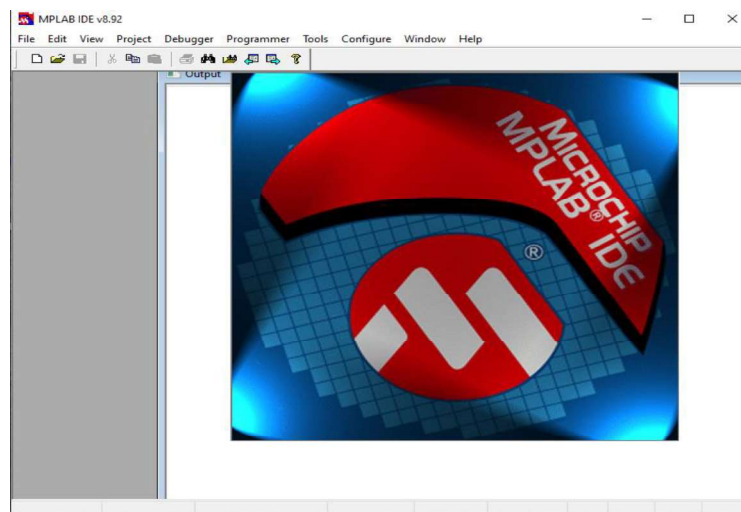 MPLAB IDE v8.92
File Edit View Project Debugger Programmer Tools Configure Window Help
Output
MICROCHIP
MPLAB® IDE
®